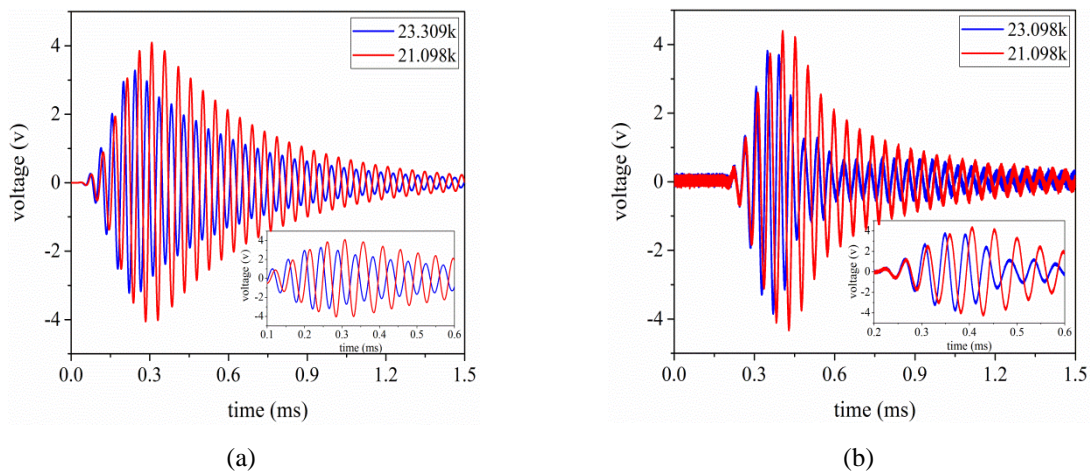 23.309k
21.098k
4
2
0
-2
-4
voltage (v)
4
2
0
-2
-4
voltage (v)
0.1 0.2 0.3 0.4 0.5 0.6
time (ms)
0.0 0.3 0.6 0.9 1.2 1.5
time (ms)
(a)
23.098k
21.098k
4
2
0
-2
-4
voltage (v)
4
2
0
-2
-4
voltage (v)
0.2 0.3 0.4 0.5 0.6
time (ms)
0.0 0.3 0.6 0.9 1.2 1.5
time (ms)
(b)